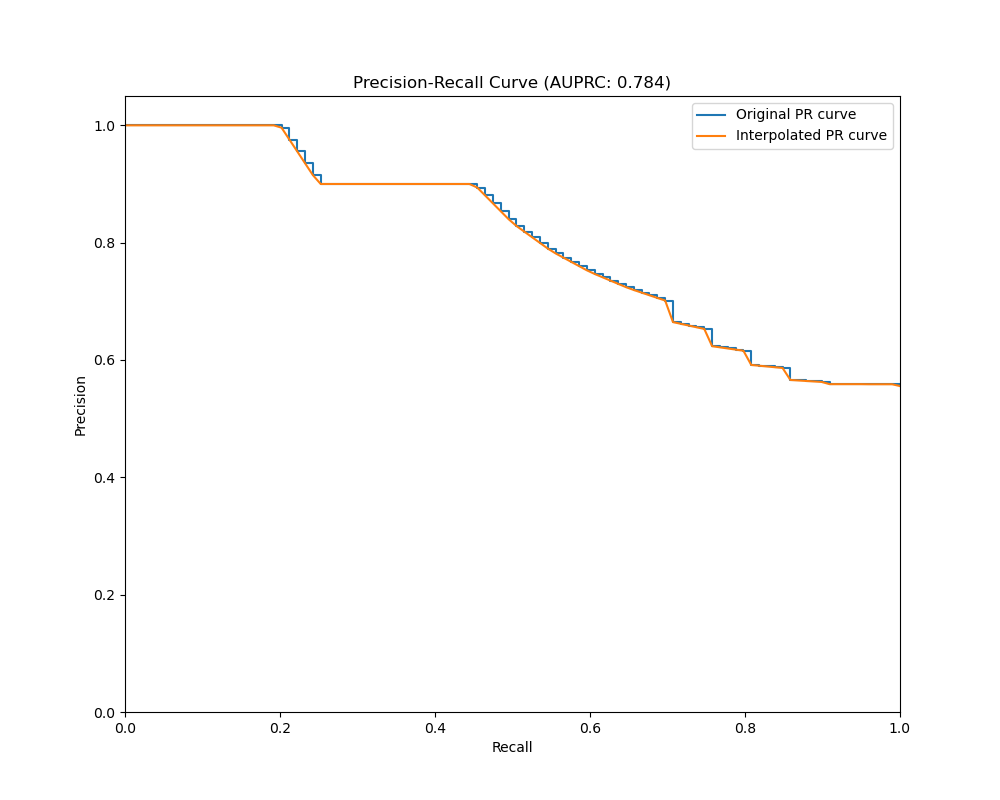 Precision-Recall Curve (AUPRC: 0.784)
Original PR curve
Interpolated PR curve
1.0
0.8
0.6
0.4
0.2
0.0
Precision
0.0 0.2 0.4 0.6 0.8 1.0
Recall